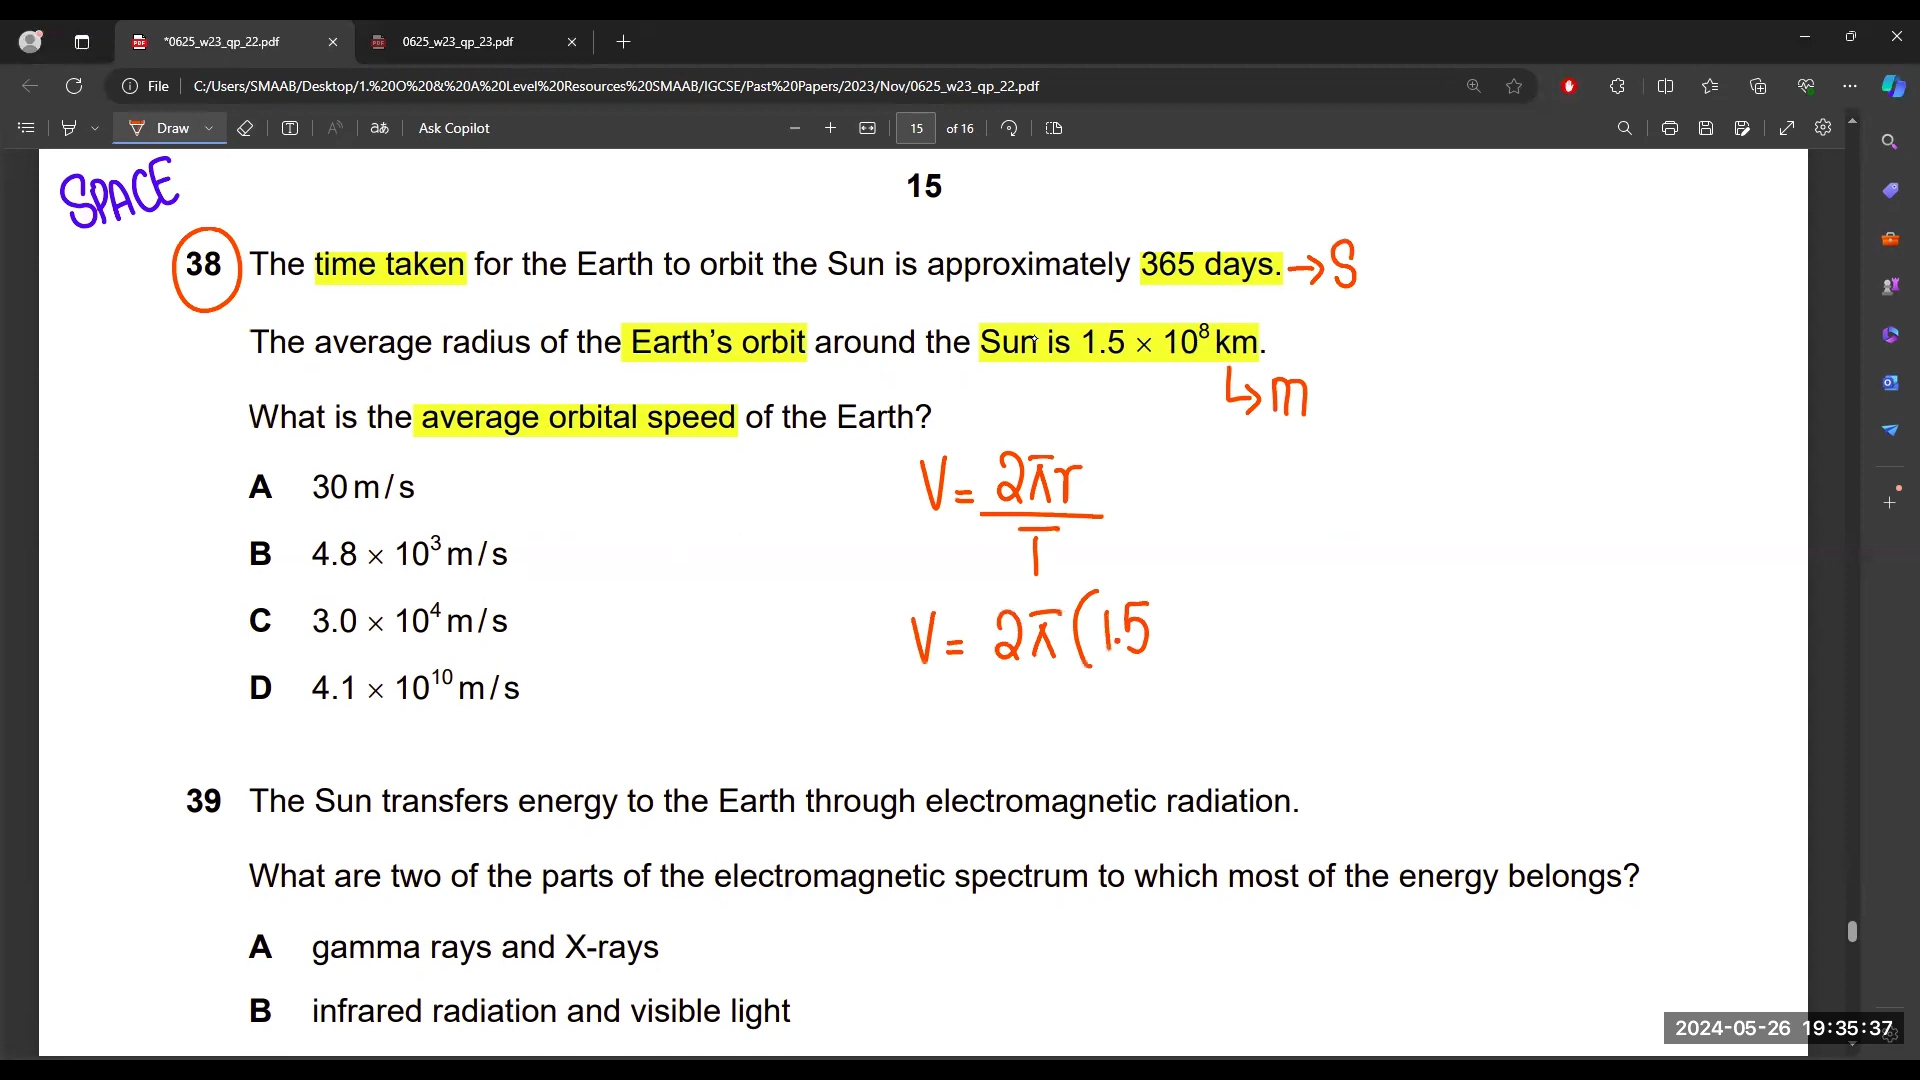 *0625_w23_qp_22.pdf
0625_w23_qp_23.pdf
File
C:/Users/SMAAB/Desktop/1.%20O%20&%20A%20Level%20Resources%20SMAAB/IGCSE/Past%20Papers/2023/Nov/0625_w23_qp_22.pdf
Draw
Ask Copilot
15 of 16
SPACE
15
38 The time taken for the Earth to orbit the Sun is approximately 365 days. → S
The average radius of the Earth’s orbit around the Sun is 1.5 × 10⁸ km.
↳ m
What is the average orbital speed of the Earth?
A 30 m / s
B 4.8 × 10³ m / s
C 3.0 × 10⁴ m / s
D 4.1 × 10¹⁰ m / s
V = 2πr
T
V = 2π(1.5
39 The Sun transfers energy to the Earth through electromagnetic radiation.
What are two of the parts of the electromagnetic spectrum to which most of the energy belongs?
A gamma rays and X-rays
B infrared radiation and visible light
2024-05-26 19:35:37